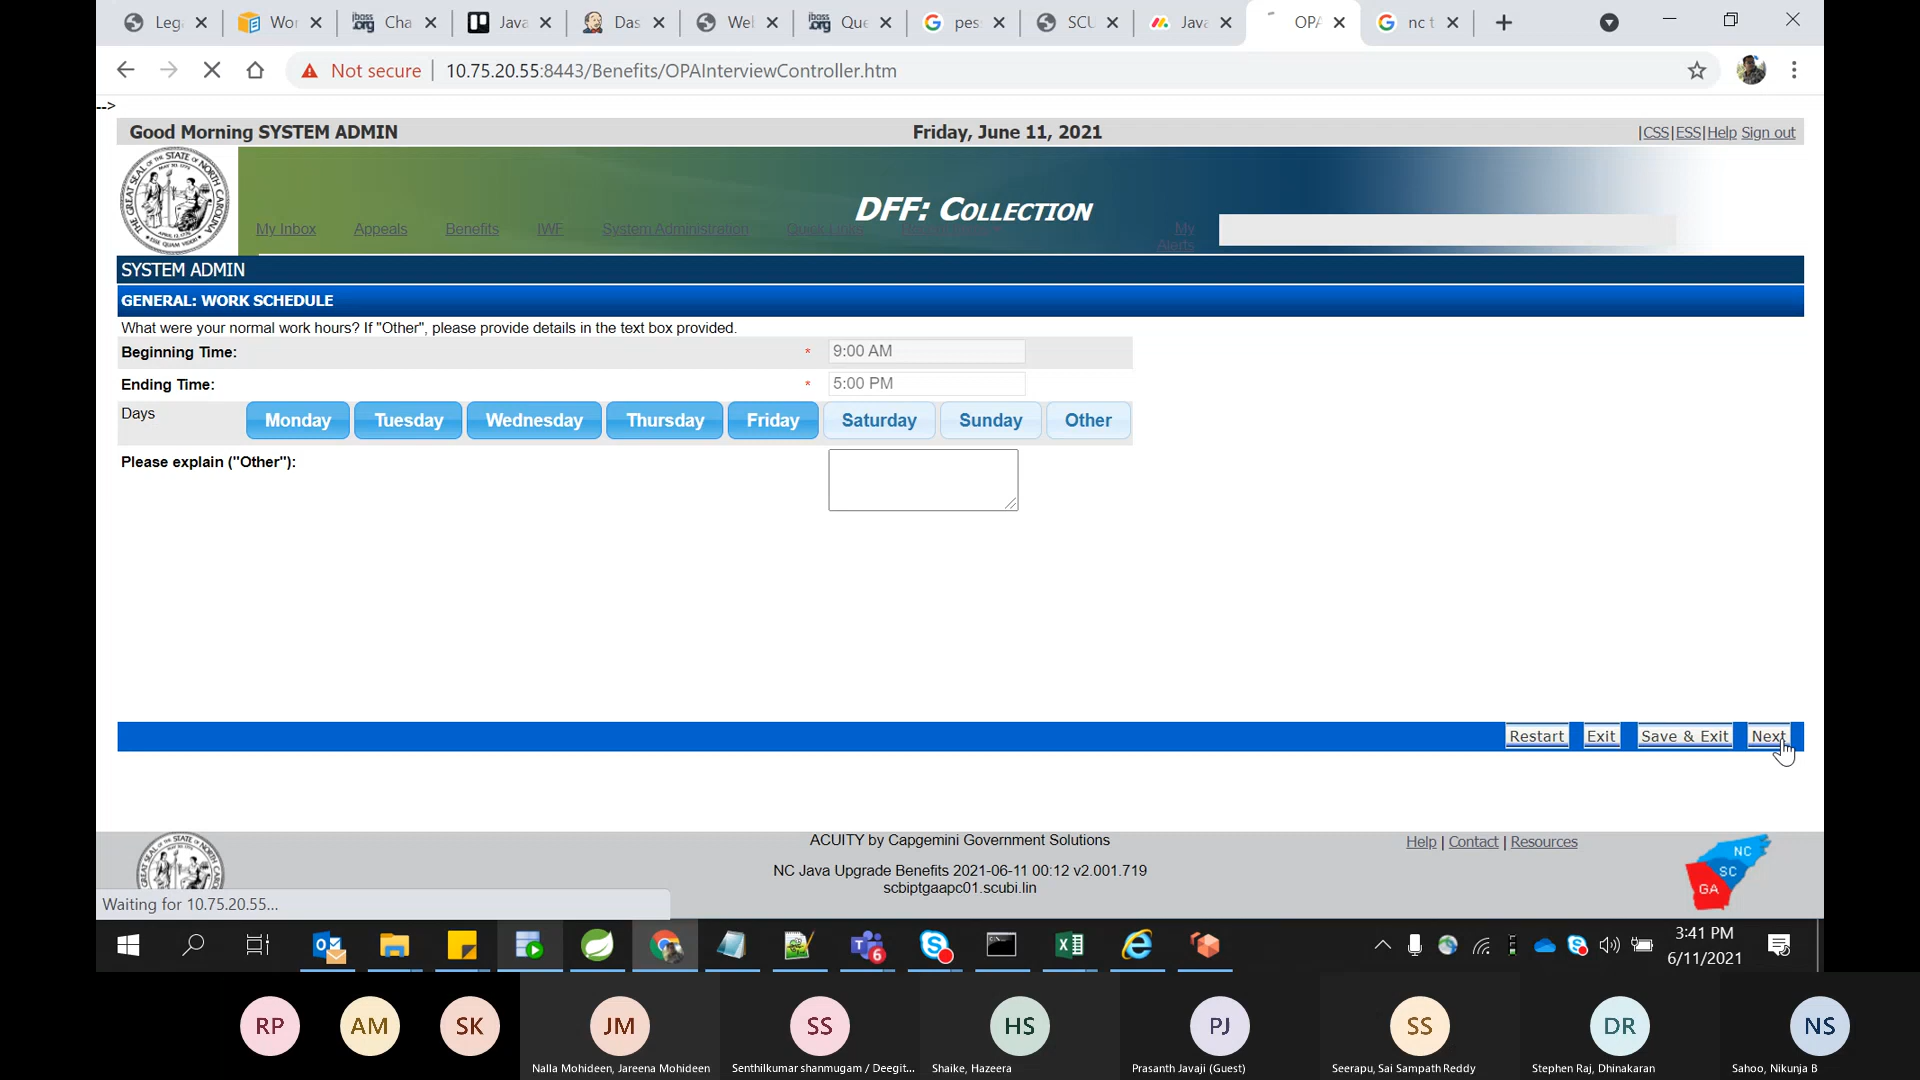 Leg
Wor
Cha
Java
Das
Wel
Que
pes
SCU
Java
OPA
nc t
Not secure
10.75.20.55:8443/Benefits/OPAInterviewController.htm
-->
Good Morning SYSTEM ADMIN
Friday, June 11, 2021
|CSS|ESS|Help Sign out
DFF: COLLECTION
My Inbox
Appeals
Benefits
IWF
System Administration
Quick Links
My Alerts
SYSTEM ADMIN
GENERAL: WORK SCHEDULE
What were your normal work hours? If "Other", please provide details in the text box provided.
Beginning Time: * 9:00 AM
Ending Time: * 5:00 PM
Days Monday Tuesday Wednesday Thursday Friday Saturday Sunday Other
Please explain ("Other"):
Restart Exit Save & Exit Next
ACUITY by Capgemini Government Solutions
Help | Contact | Resources
NC Java Upgrade Benefits 2021-06-11 00:12 v2.001.719
scbiptgaapc01.scubi.lin
NC
SC
GA
Waiting for 10.75.20.55...
3:41 PM
6/11/2021
6
RP
AM
SK
JM
SS
HS
PJ
SS
DR
NS
Nalla Mohideen, Jareena Mohideen
Senthilkumar shanmugam / Deegit...
Shaike, Hazeera
Prasanth Javaji (Guest)
Seerapu, Sai Sampath Reddy
Stephen Raj, Dhinakaran
Sahoo, Nikunja B